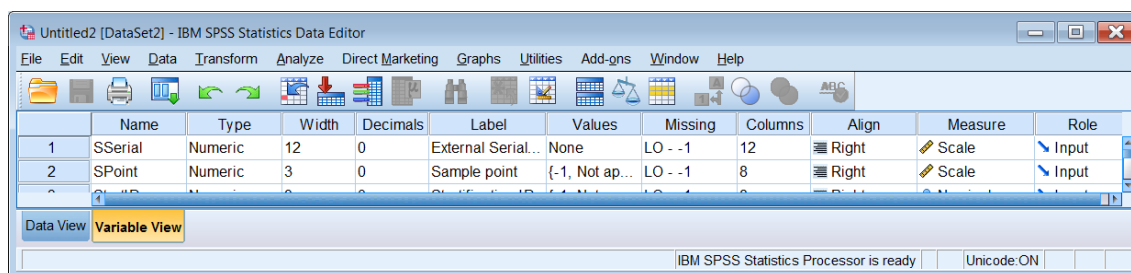 Untitled2 [DataSet2] - IBM SPSS Statistics Data Editor
File Edit View Data Transform Analyze Direct Marketing Graphs Utilities Add-ons Window Help
Name Type Width Decimals Label Values Missing Columns Align Measure Role
1 SSerial Numeric 12 0 External Serial... None LO - -1 12 Right Scale Input
2 SPoint Numeric 3 0 Sample point {-1, Not ap... LO - -1 8 Right Scale Input
Data View Variable View
IBM SPSS Statistics Processor is ready Unicode:ON